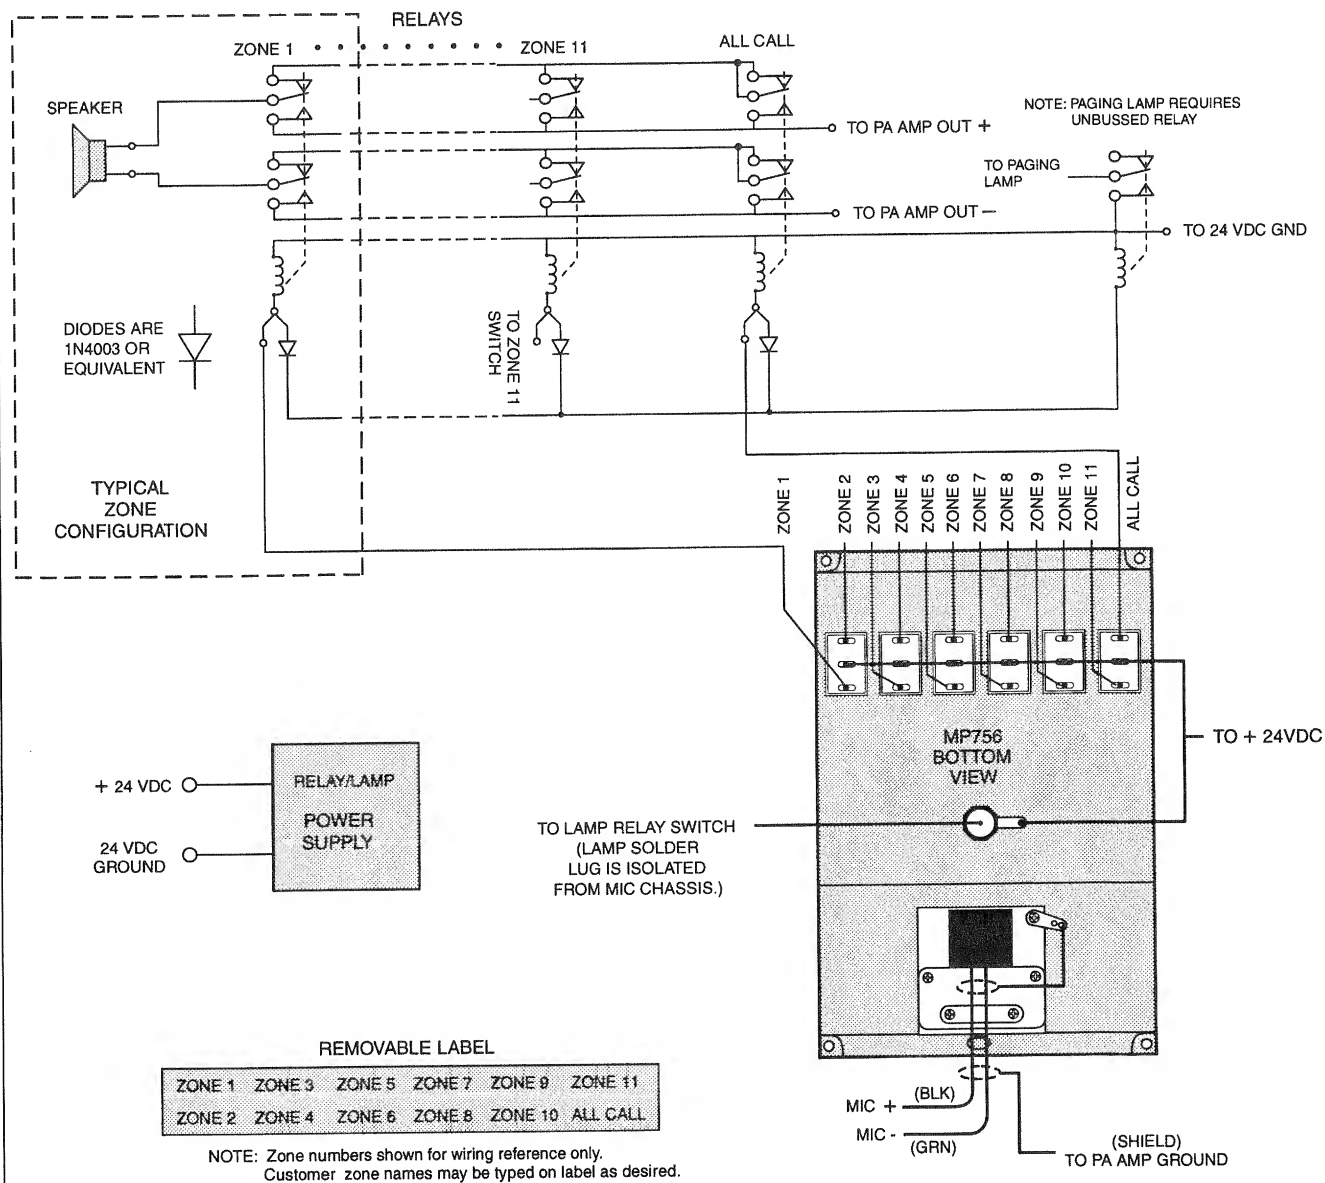 RELAYS
ZONE 1
ZONE 11
ALL CALL
SPEAKER
NOTE: PAGING LAMP REQUIRES
UNBUSSED RELAY
TO PA AMP OUT +
TO PAGING
LAMP
TO PA AMP OUT –
TO 24 VDC GND
DIODES ARE
1N4003 OR
EQUIVALENT
TO ZONE 11
SWITCH
TYPICAL
ZONE
CONFIGURATION
ZONE 1
ZONE 2
ZONE 3
ZONE 4
ZONE 5
ZONE 6
ZONE 7
ZONE 8
ZONE 9
ZONE 10
ZONE 11
ALL CALL
MP756
BOTTOM
VIEW
TO + 24VDC
+ 24 VDC
RELAY/LAMP
POWER
SUPPLY
24 VDC
GROUND
TO LAMP RELAY SWITCH
(LAMP SOLDER
LUG IS ISOLATED
FROM MIC CHASSIS.)
REMOVABLE LABEL
ZONE 1 ZONE 3 ZONE 5 ZONE 7 ZONE 9 ZONE 11
ZONE 2 ZONE 4 ZONE 6 ZONE 8 ZONE 10 ALL CALL
NOTE: Zone numbers shown for wiring reference only.
Customer zone names may be typed on label as desired.
MIC +
(BLK)
MIC -
(GRN)
(SHIELD)
TO PA AMP GROUND